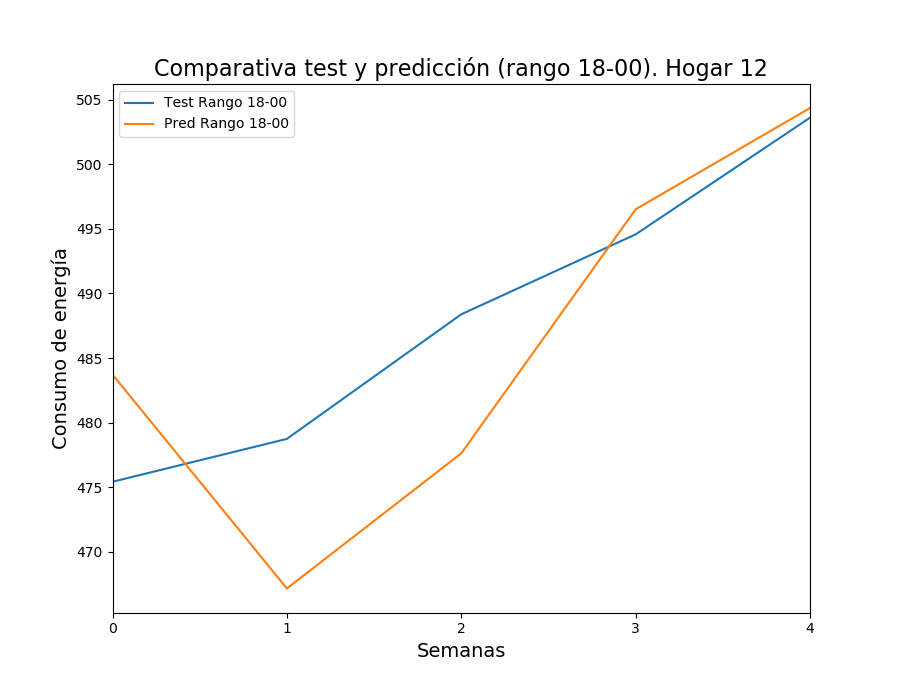 Comparativa test y predicción (rango 18-00). Hogar 12
Test Rango 18-00
Pred Rango 18-00
Consumo de energía
505
500
495
490
485
480
475
470
0 1 2 3 4
Semanas